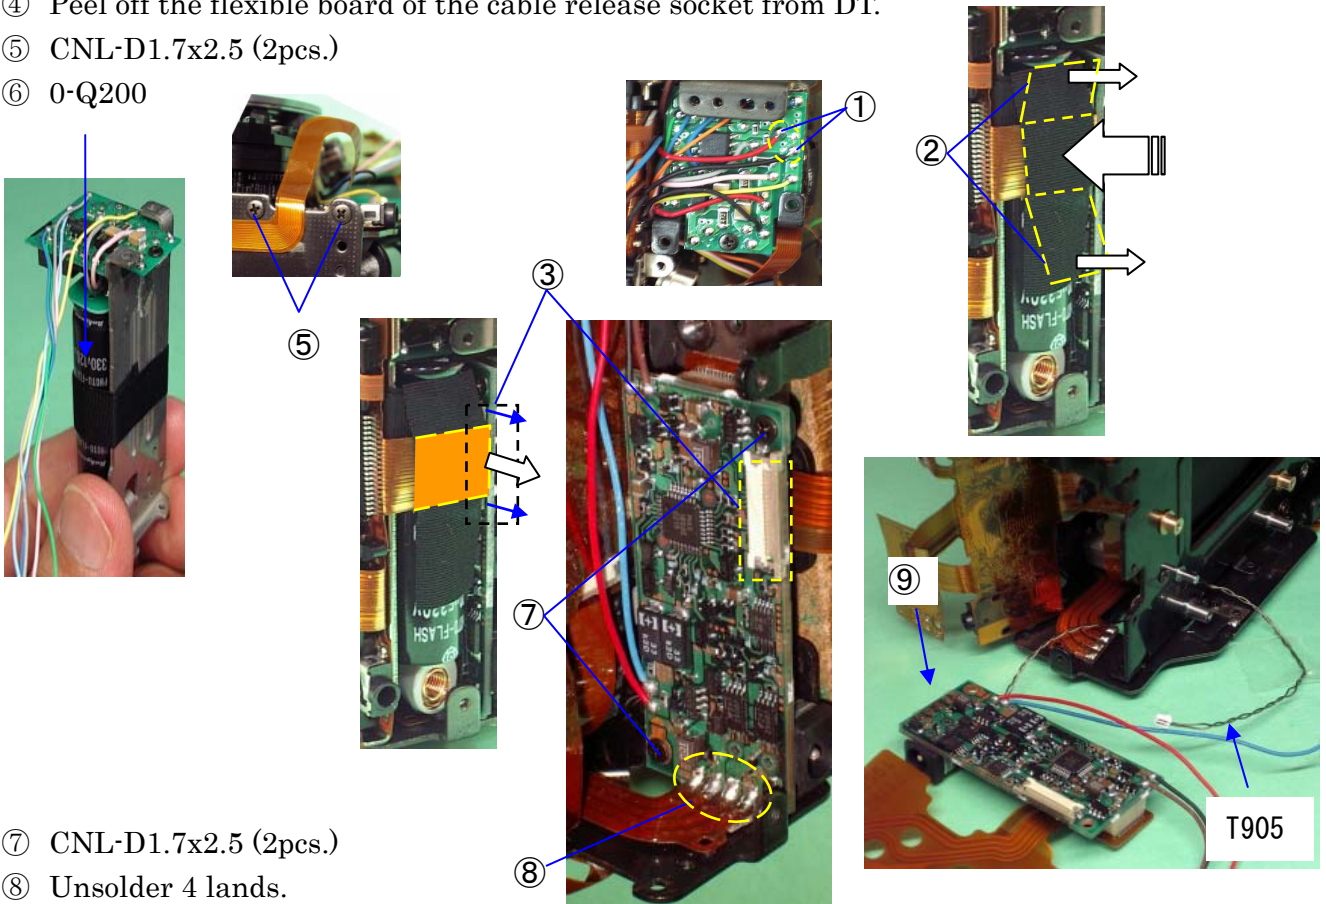 ④ Peel off the flexible board of the cable release socket from DT.
⑤ CNL-D1.7x2.5 (2pcs.)
⑥ 0-Q200
①
②
③
⑤
⑦
⑨
T905
⑧
⑦ CNL-D1.7x2.5 (2pcs.)
⑧ Unsolder 4 lands.